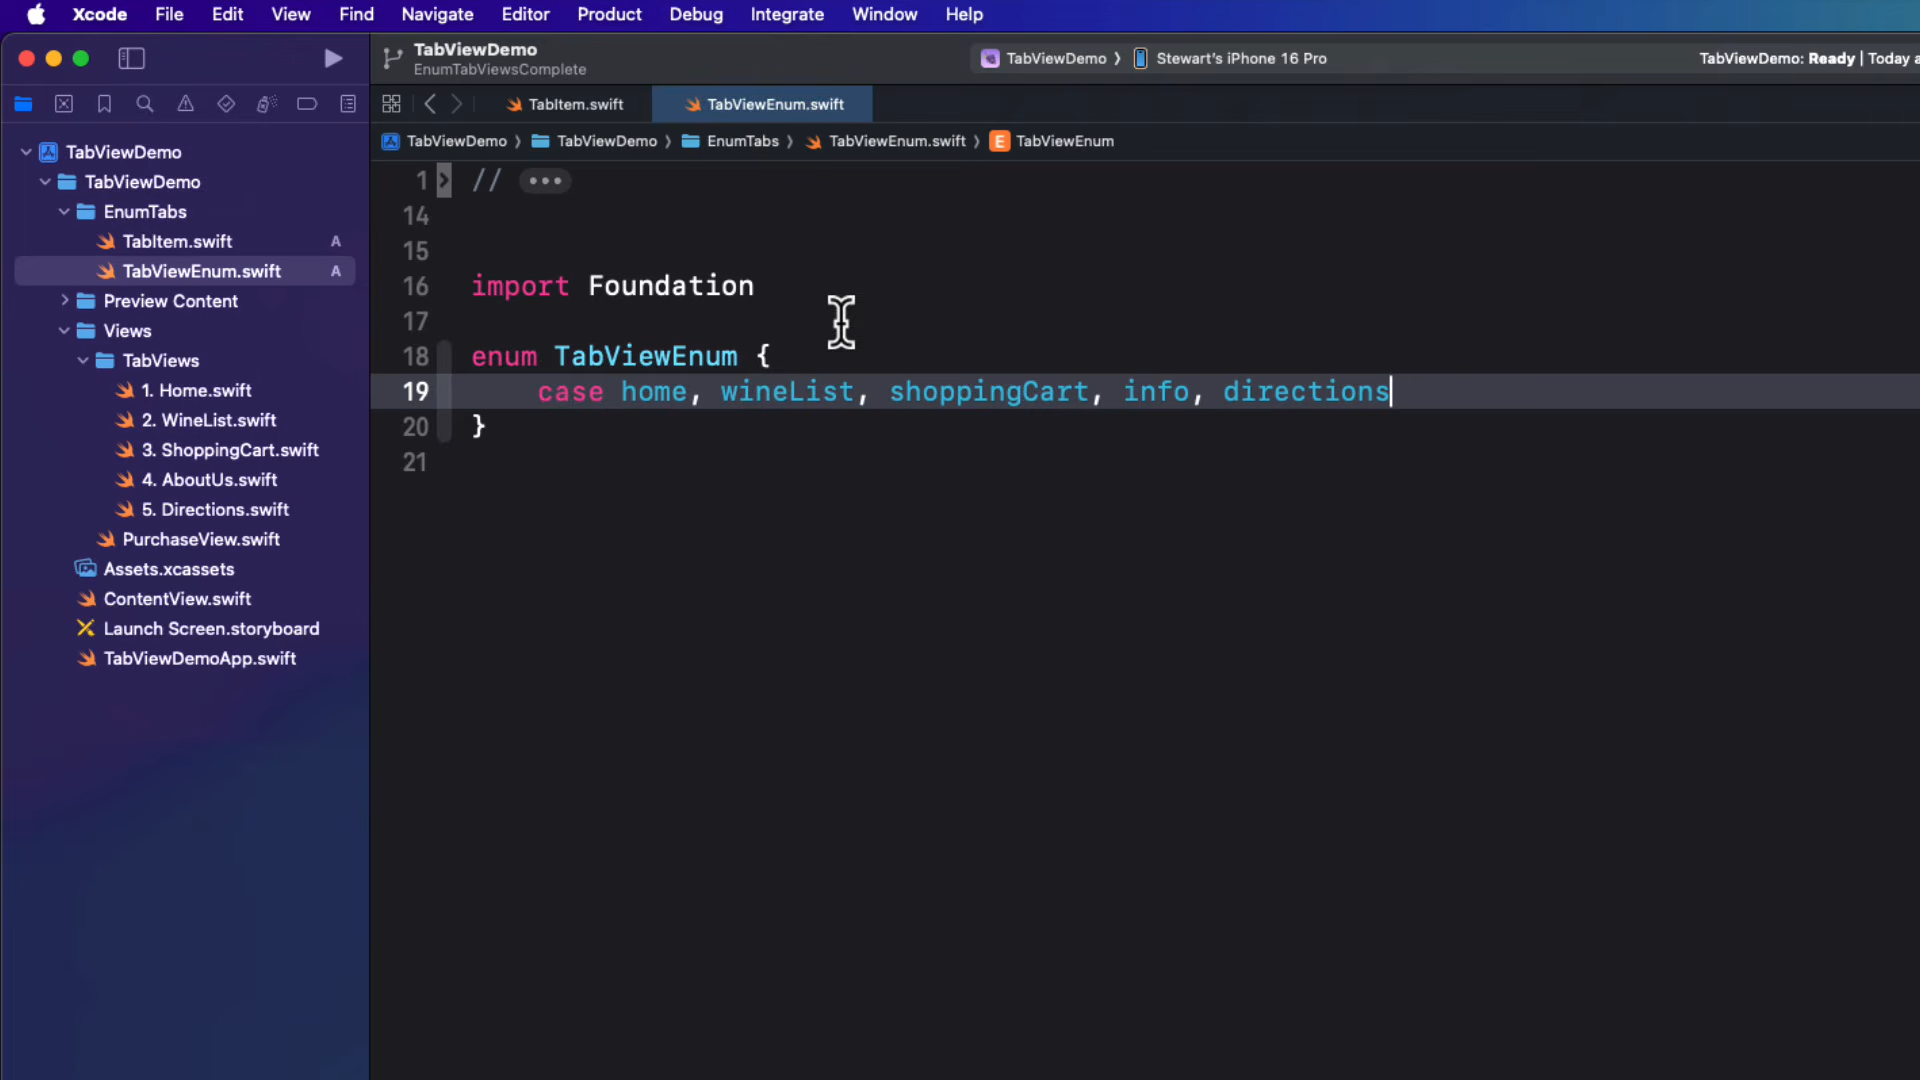 Xcode File Edit View Find Navigate Editor Product Debug Integrate Window Help
TabViewDemo
EnumTabViewsComplete
TabViewDemo 〉 Stewart's iPhone 16 Pro
TabViewDemo: Ready | Today a
TabItem.swift
TabViewEnum.swift
TabViewDemo 〉 TabViewDemo 〉 EnumTabs 〉 TabViewEnum.swift 〉 E TabViewEnum
TabViewDemo
TabViewDemo
EnumTabs
TabItem.swift A
TabViewEnum.swift A
Preview Content
Views
TabViews
1. Home.swift
2. WineList.swift
3. ShoppingCart.swift
4. AboutUs.swift
5. Directions.swift
PurchaseView.swift
Assets.xcassets
ContentView.swift
Launch Screen.storyboard
TabViewDemoApp.swift
1 // •••
14
15
16 import Foundation
17
18 enum TabViewEnum {
19 case home, wineList, shoppingCart, info, directions
20 }
21